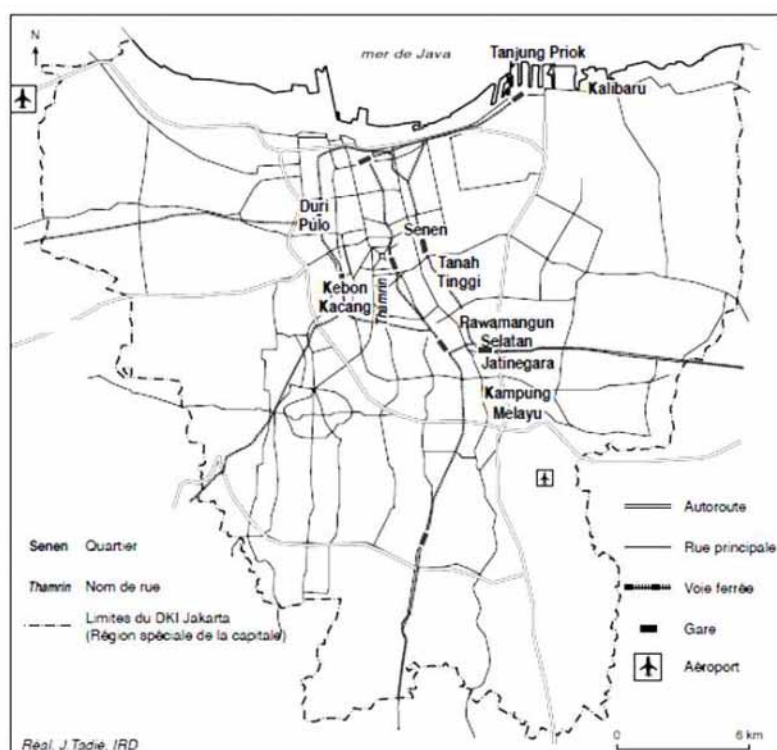 N
mer de Java
Tanjung Priok
Kalibaru
Duri
Pulo
Senen
Tanah
Tinggi
Kebon
Kacang
Thamrin
Rawamangun
Selatan
Jatinegara
Kampung
Melayu
Senen Quartier
Thamrin Nom de rue
Limites du DKI Jakarta
(Région spéciale de la capitale)
Autoroute
Rue principale
Voie ferrée
Gare
Aéroport
0 6 km
Réal. J.Tadié, IRD